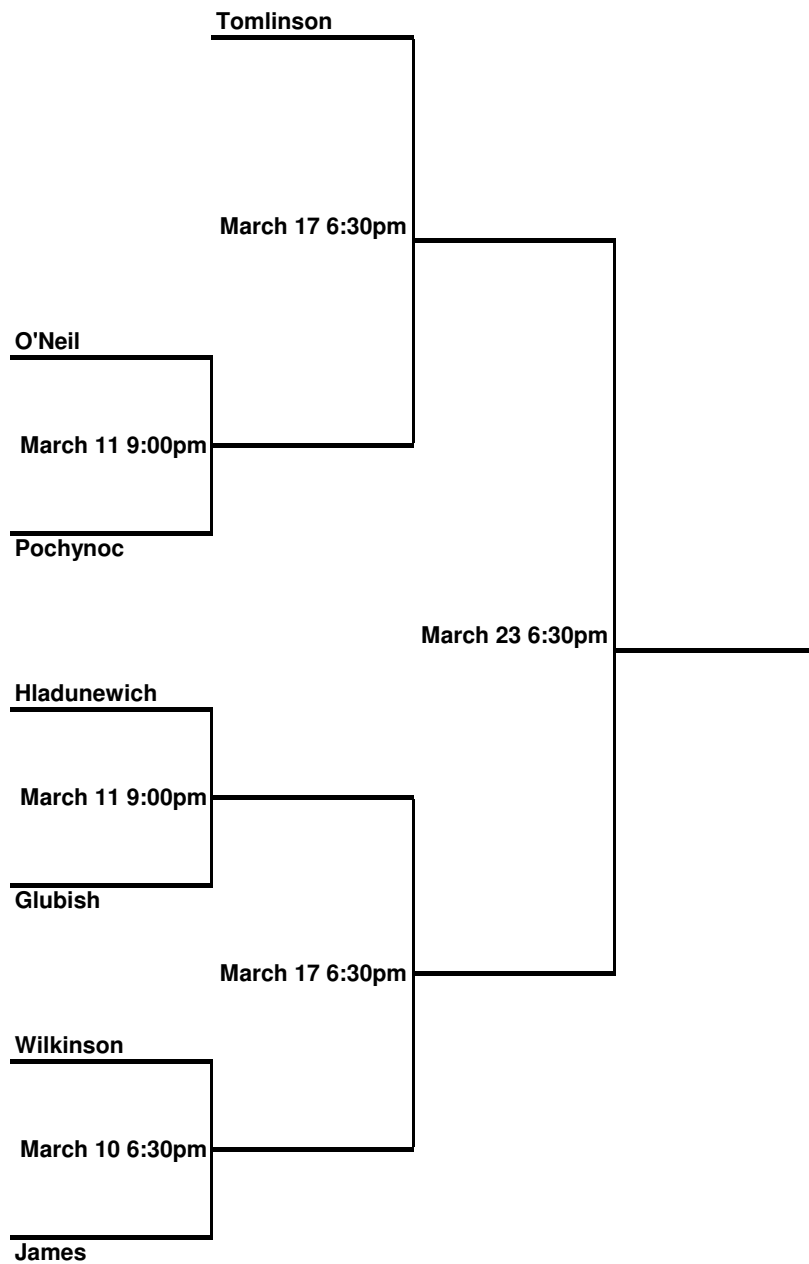 Tomlinson
March 17 6:30pm
O'Neil
March 11 9:00pm
Pochynoc
March 23 6:30pm
Hladunewich
March 11 9:00pm
Glubish
March 17 6:30pm
Wilkinson
March 10 6:30pm
James